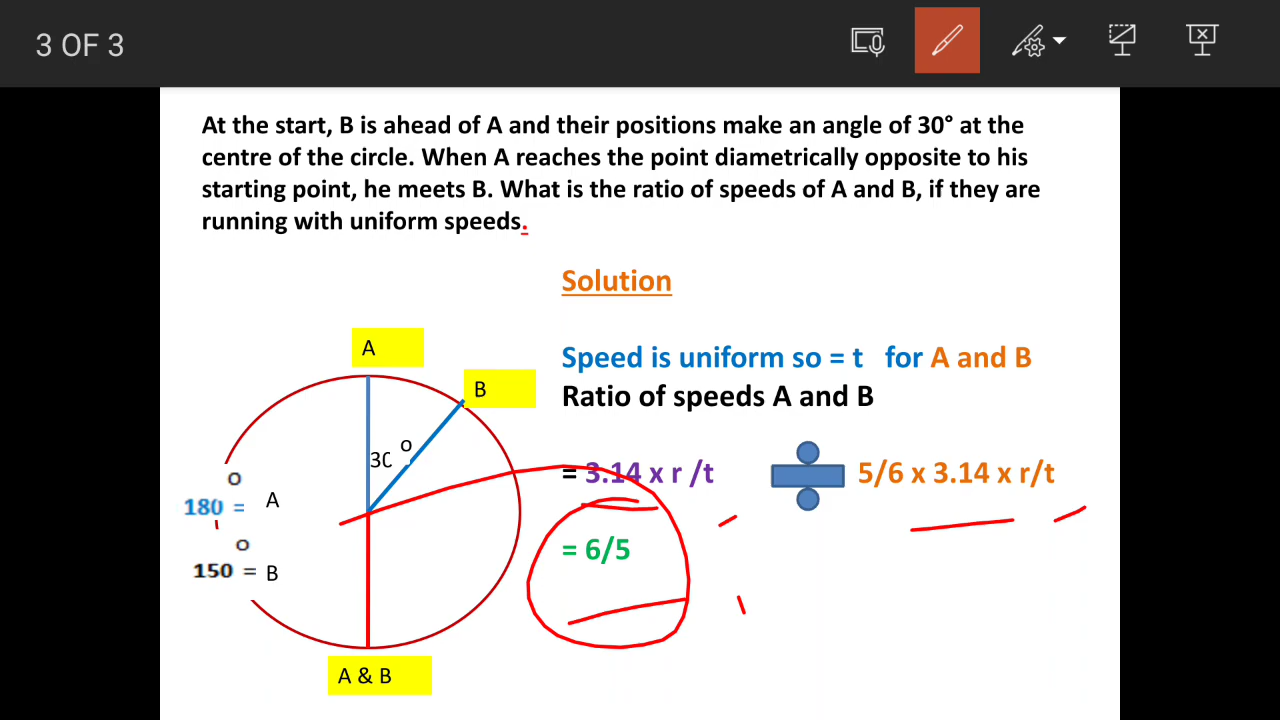 3 OF 3
At the start, B is ahead of A and their positions make an angle of 30° at the
centre of the circle. When A reaches the point diametrically opposite to his
starting point, he meets B. What is the ratio of speeds of A and B, if they are
running with uniform speeds.
Solution
A
Speed is uniform so = t for A and B
B
Ratio of speeds A and B
30 o
= 3.14 x r /t ÷ 5/6 x 3.14 x r/t
o
180 = A
o
150 = B
= 6/5
A & B